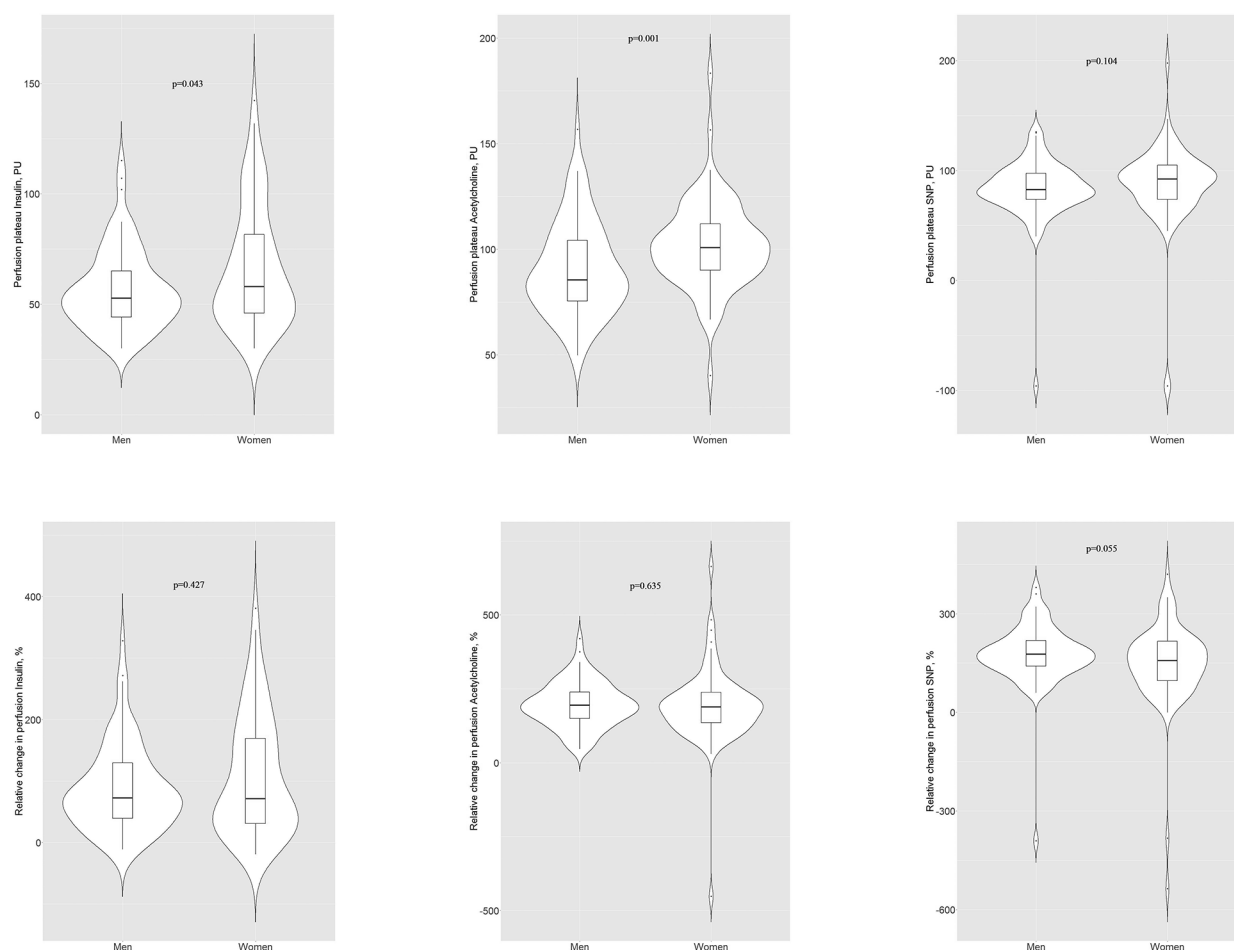 p=0.043
150
100
50
0
Perfusion plateau Insulin, PU
Men Women
p=0.001
200
150
100
50
Perfusion plateau Acetylcholine, PU
Men Women
p=0.104
200
100
0
-100
Perfusion plateau SNP, PU
Men Women
p=0.427
400
200
0
Relative change in perfusion Insulin, %
Men Women
p=0.635
500
0
-500
Relative change in perfusion Acetylcholine, %
Men Women
p=0.055
300
0
-300
-600
Relative change in perfusion SNP, %
Men Women